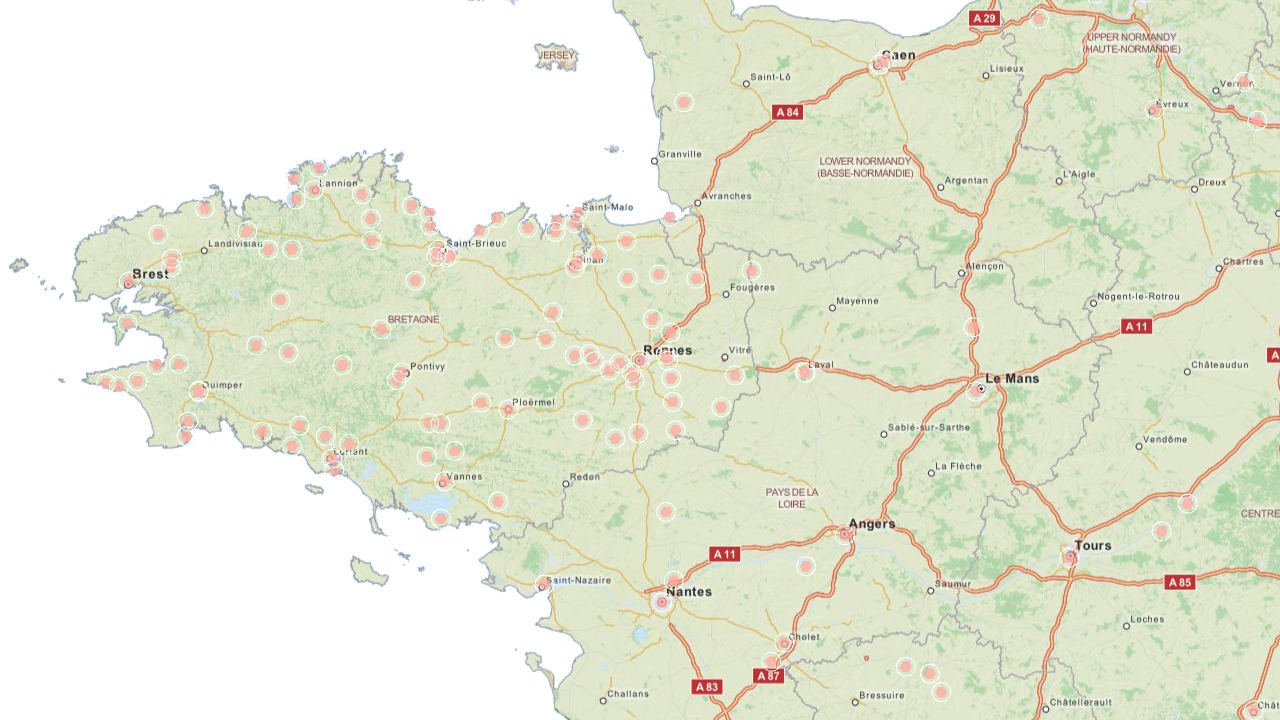 A 29
UPPER NORMANDY
(HAUTE-NORMANDIE)
JERSEY
Caen
Lisieux
Saint-Lô
Evreux
A 84
Granville
LOWER NORMANDY
(BASSE-NORMANDIE)
L'Aigle
Argentan
Dreux
Lannion
Avranches
Saint-Malo
Landivisiau
Saint-Brieuc
Dinan
Brest
Alençon
Chartres
Fougères
Mayenne
Nogent-le-Rotrou
BRETAGNE
A 11
Rennes
Vitré
Laval
Châteaudun
Pontivy
Le Mans
Quimper
Ploërmel
Sablé-sur-Sarthe
Vendôme
Lorient
La Flèche
Vannes
Redon
PAYS DE LA
LOIRE
CENTRE
Angers
A 11
Tours
Saint-Nazaire
Nantes
Saumur
A 85
Loches
Cholet
A 83
A 87
Challans
Bressuire
Châtellerault